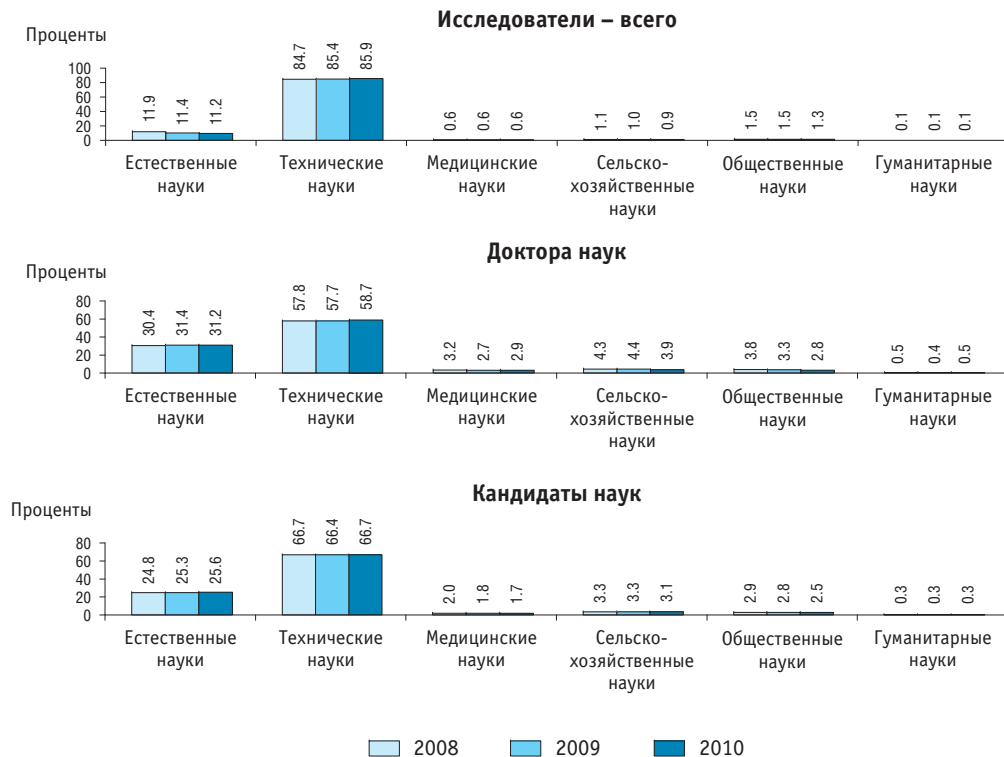 Исследователи – всего
Проценты
11.9 11.4 11.2 84.7 85.4 85.9 0.6 0.6 0.6 1.1 1.0 0.9 1.5 1.5 1.3 0.1 0.1 0.1
100
80
60
40
20
0
Естественные науки
Технические науки
Медицинские науки
Сельско-
хозяйственные
науки
Общественные науки
Гуманитарные науки
Доктора наук
Проценты
30.4 31.4 31.2 57.8 57.7 58.7 3.2 2.7 2.9 4.3 4.4 3.9 3.8 3.3 2.8 0.5 0.4 0.5
80
60
40
20
0
Естественные науки
Технические науки
Медицинские науки
Сельско-
хозяйственные
науки
Общественные науки
Гуманитарные науки
Кандидаты наук
Проценты
24.8 25.3 25.6 66.7 66.4 66.7 2.0 1.8 1.7 3.3 3.3 3.1 2.9 2.8 2.5 0.3 0.3 0.3
80
60
40
20
0
Естественные науки
Технические науки
Медицинские науки
Сельско-
хозяйственные
науки
Общественные науки
Гуманитарные науки
2008 2009 2010